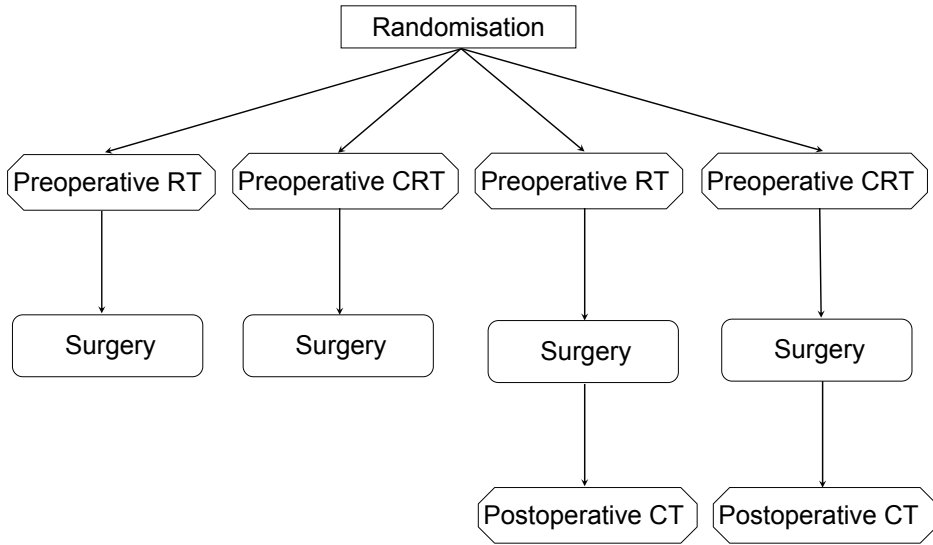 Randomisation
Preoperative RT
Preoperative CRT
Preoperative RT
Preoperative CRT
Surgery
Surgery
Surgery
Surgery
Postoperative CT
Postoperative CT